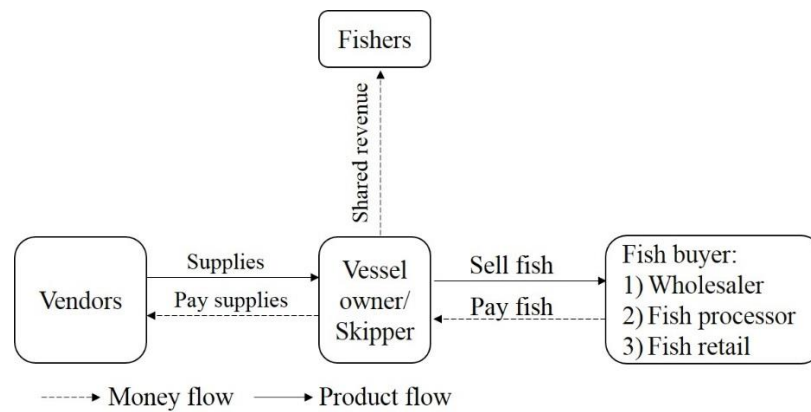 Fishers
Shared revenue
Vendors
Supplies
Pay supplies
Vessel
owner/
Skipper
Sell fish
Pay fish
Fish buyer:
1) Wholesaler
2) Fish processor
3) Fish retail
Money flow
Product flow